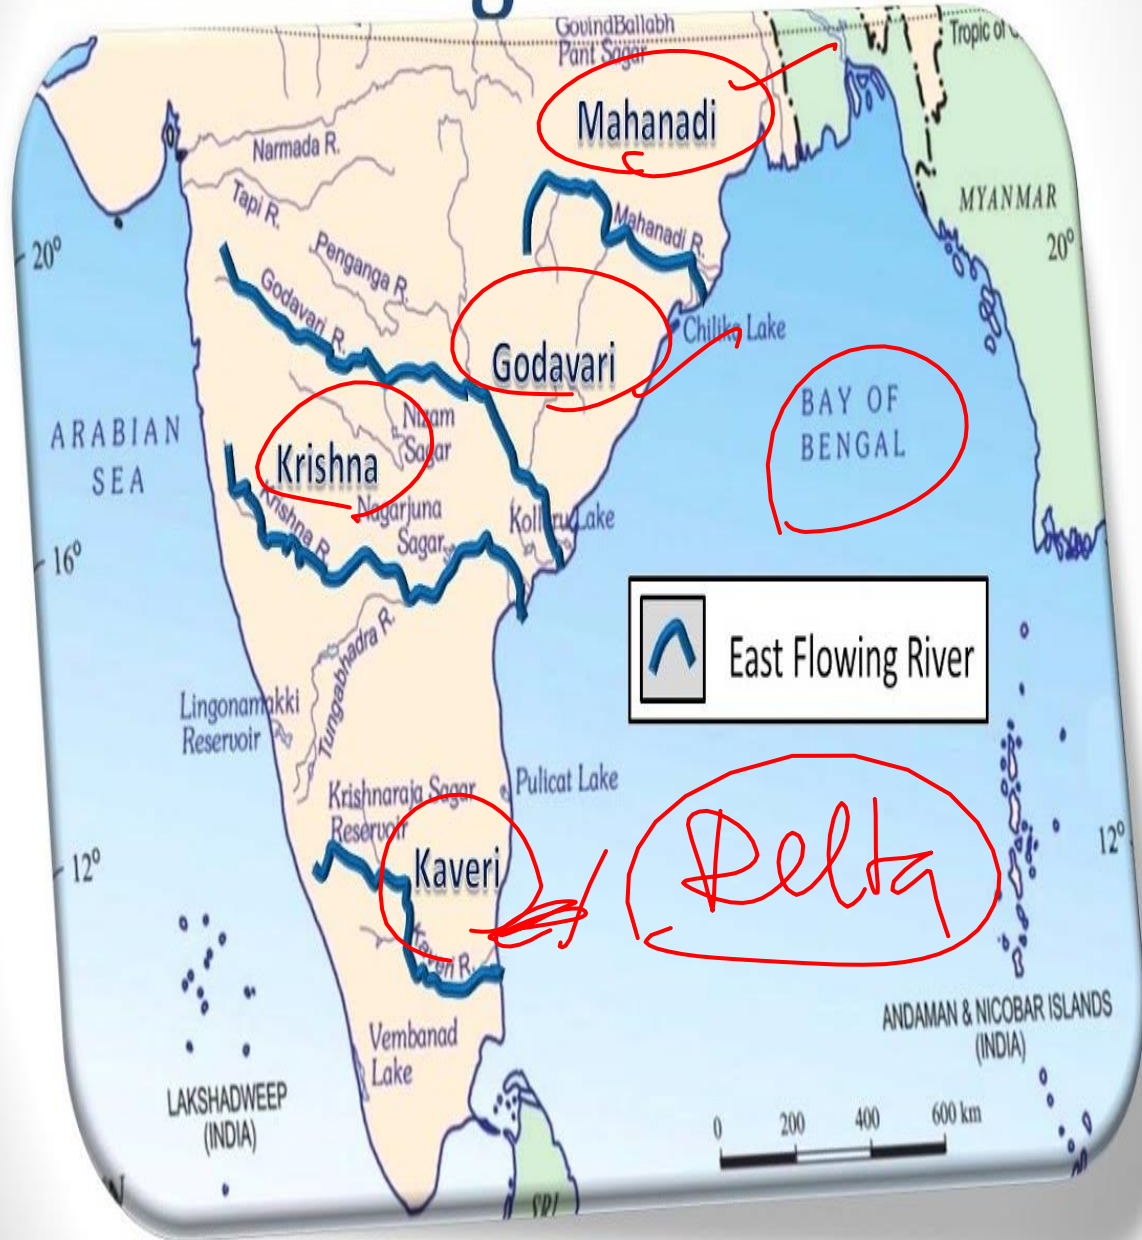 g
GovindBallabh
Pant Sagar
Tropic of
Mahanadi
Narmada R.
Tapi R.
Mahanadi R.
MYANMAR
20°
20°
Penganga R.
Godavari R.
Chilika Lake
Godavari
BAY OF
BENGAL
ARABIAN
SEA
Nizam
Sagar
Krishna
Krishna R.
Nagarjuna
Sagar
Kolleru Lake
16°
East Flowing River
Tungabhadra R.
Lingonamakki
Reservoir
Pulicat Lake
Krishnaraja Sagar
Reservoir
Delta
12°
12°
Kaveri
Kaveri R.
ANDAMAN & NICOBAR ISLANDS
(INDIA)
Vembanad
Lake
LAKSHADWEEP
(INDIA)
0 200 400 600 km
SRI